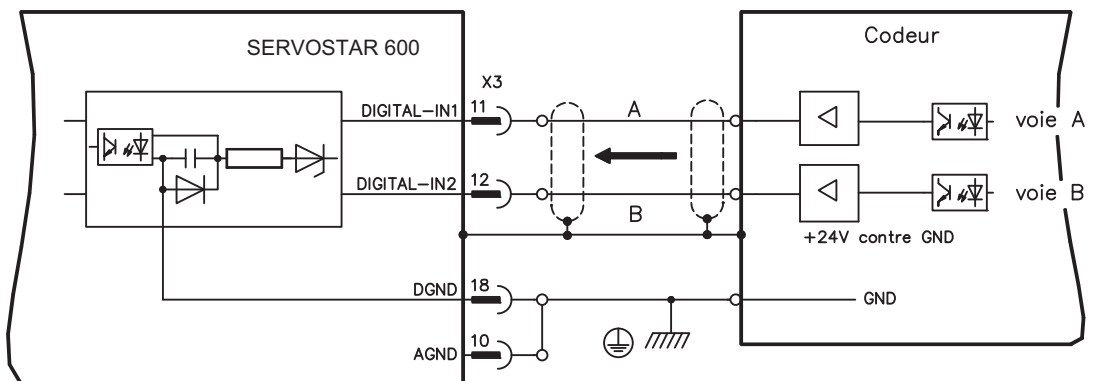 SERVOSTAR 600
Codeur
X3
DIGITAL-IN1
11
A
voie A
DIGITAL-IN2
12
B
voie B
+24V contre GND
DGND
18
GND
AGND
10